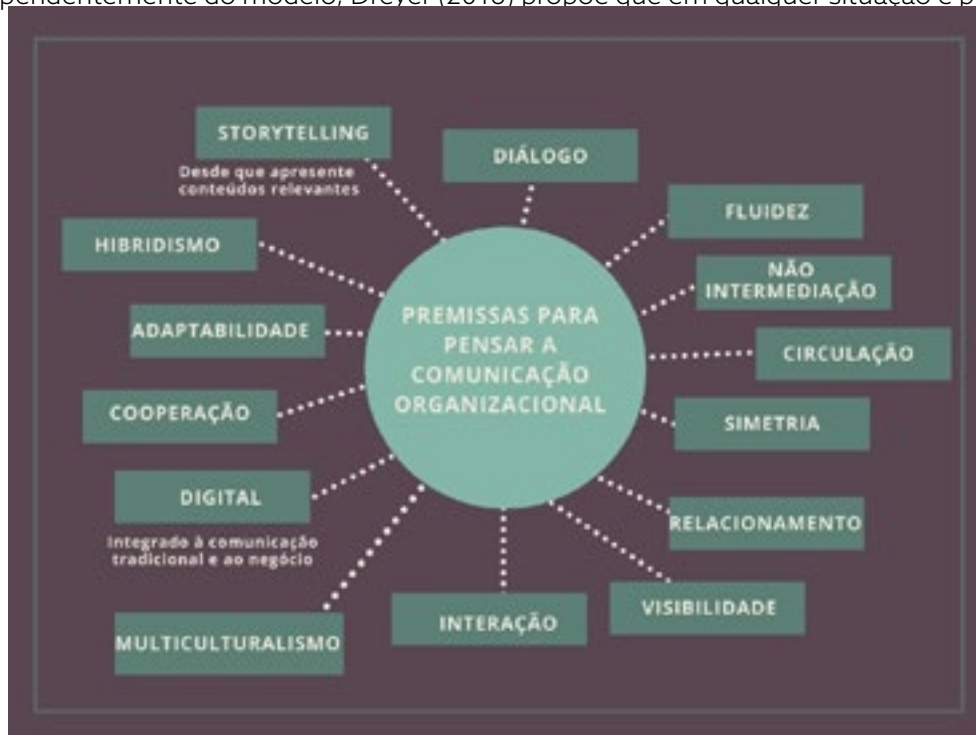 pendentemente do modelo, Dreyer (2018) propõe que em qualquer situação é p
STORYTELLING
Desde que apresente
conteúdos relevantes
DIÁLOGO
FLUIDEZ
HIBRIDISMO
NÃO
INTERMEDIAÇÃO
ADAPTABILIDADE
PREMISSAS PARA
PENSAR A
COMUNICAÇÃO
ORGANIZACIONAL
CIRCULAÇÃO
COOPERAÇÃO
SIMETRIA
DIGITAL
Integrado à comunicação
tradicional e ao negócio
RELACIONAMENTO
VISIBILIDADE
INTERAÇÃO
MULTICULTURALISMO